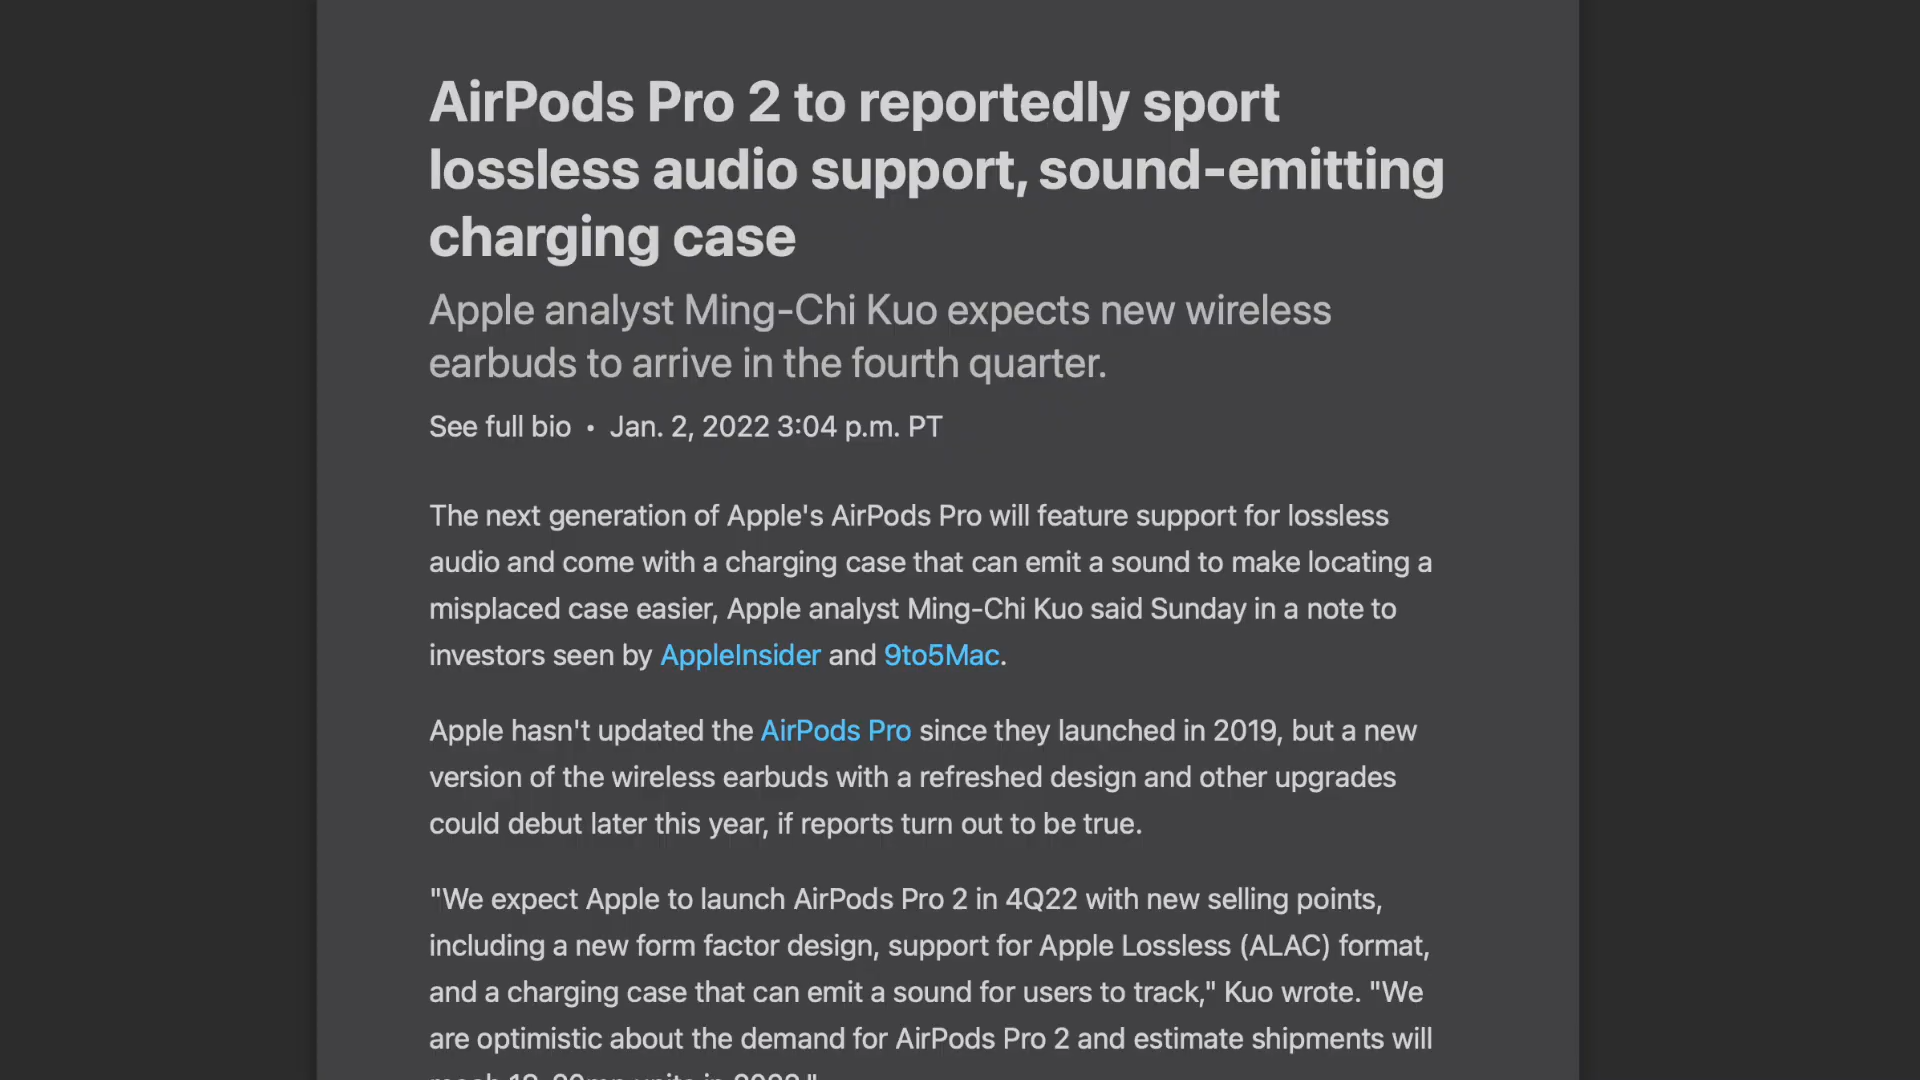 AirPods Pro 2 to reportedly sport
lossless audio support, sound-emitting
charging case
Apple analyst Ming-Chi Kuo expects new wireless
earbuds to arrive in the fourth quarter.
See full bio • Jan. 2, 2022 3:04 p.m. PT
The next generation of Apple's AirPods Pro will feature support for lossless
audio and come with a charging case that can emit a sound to make locating a
misplaced case easier, Apple analyst Ming-Chi Kuo said Sunday in a note to
investors seen by AppleInsider and 9to5Mac.
Apple hasn't updated the AirPods Pro since they launched in 2019, but a new
version of the wireless earbuds with a refreshed design and other upgrades
could debut later this year, if reports turn out to be true.
"We expect Apple to launch AirPods Pro 2 in 4Q22 with new selling points,
including a new form factor design, support for Apple Lossless (ALAC) format,
and a charging case that can emit a sound for users to track," Kuo wrote. "We
are optimistic about the demand for AirPods Pro 2 and estimate shipments will